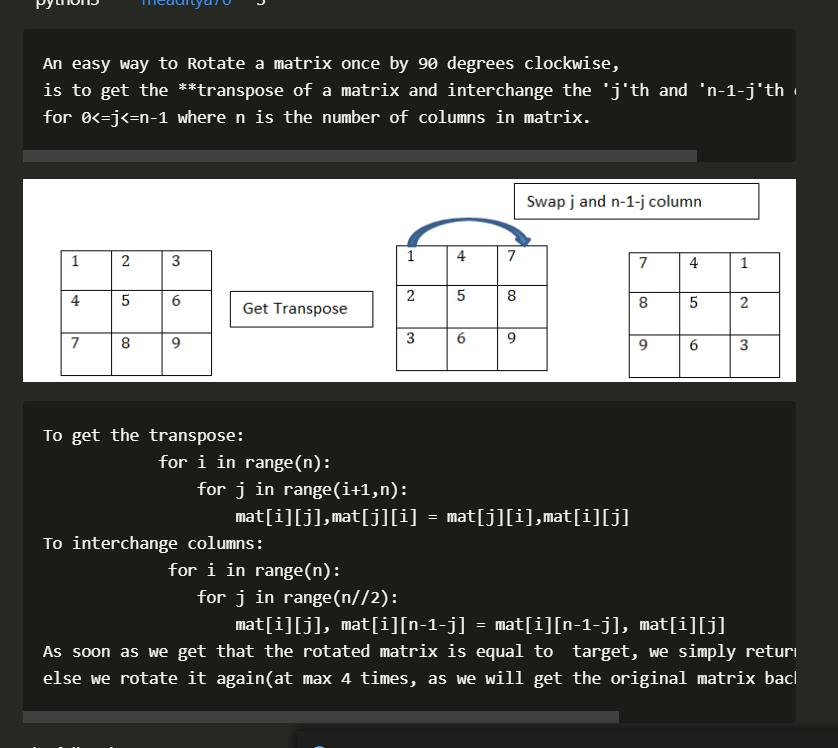 python3 meaditya70 3
An easy way to Rotate a matrix once by 90 degrees clockwise,
is to get the **transpose of a matrix and interchange the 'j'th and 'n-1-j'th
for 0<=j<=n-1 where n is the number of columns in matrix.
Swap j and n-1-j column
1 2 3
4 5 6
7 8 9
Get Transpose
1 4 7
2 5 8
3 6 9
7 4 1
8 5 2
9 6 3
To get the transpose:
for i in range(n):
for j in range(i+1,n):
mat[i][j],mat[j][i] = mat[j][i],mat[i][j]
To interchange columns:
for i in range(n):
for j in range(n//2):
mat[i][j], mat[i][n-1-j] = mat[i][n-1-j], mat[i][j]
As soon as we get that the rotated matrix is equal to  target, we simply return
else we rotate it again(at max 4 times, as we will get the original matrix back